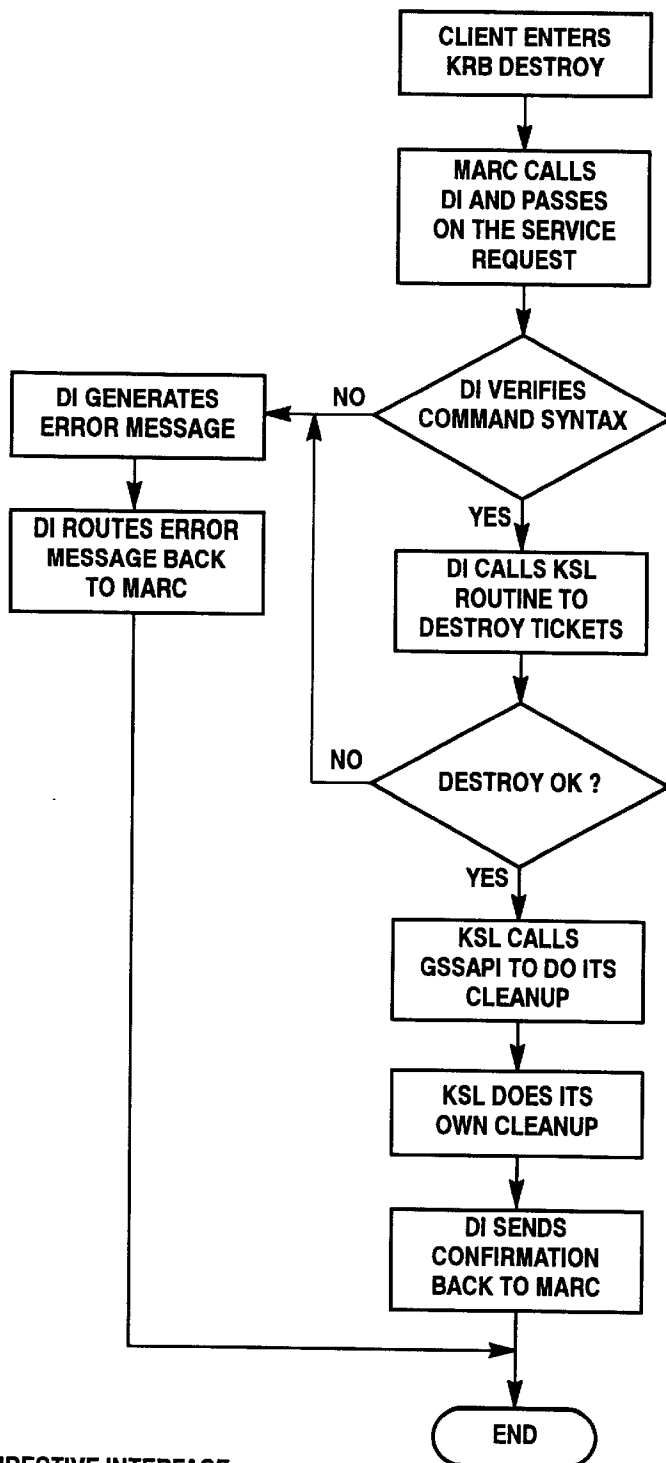 CLIENT ENTERS
KRB DESTROY
MARC CALLS
DI AND PASSES
ON THE SERVICE
REQUEST
DI VERIFIES
COMMAND SYNTAX
NO
YES
DI GENERATES
ERROR MESSAGE
DI ROUTES ERROR
MESSAGE BACK
TO MARC
DI CALLS KSL
ROUTINE TO
DESTROY TICKETS
DESTROY OK ?
NO
YES
KSL CALLS
GSSAPI TO DO ITS
CLEANUP
KSL DOES ITS
OWN CLEANUP
DI SENDS
CONFIRMATION
BACK TO MARC
END
INTERFACE